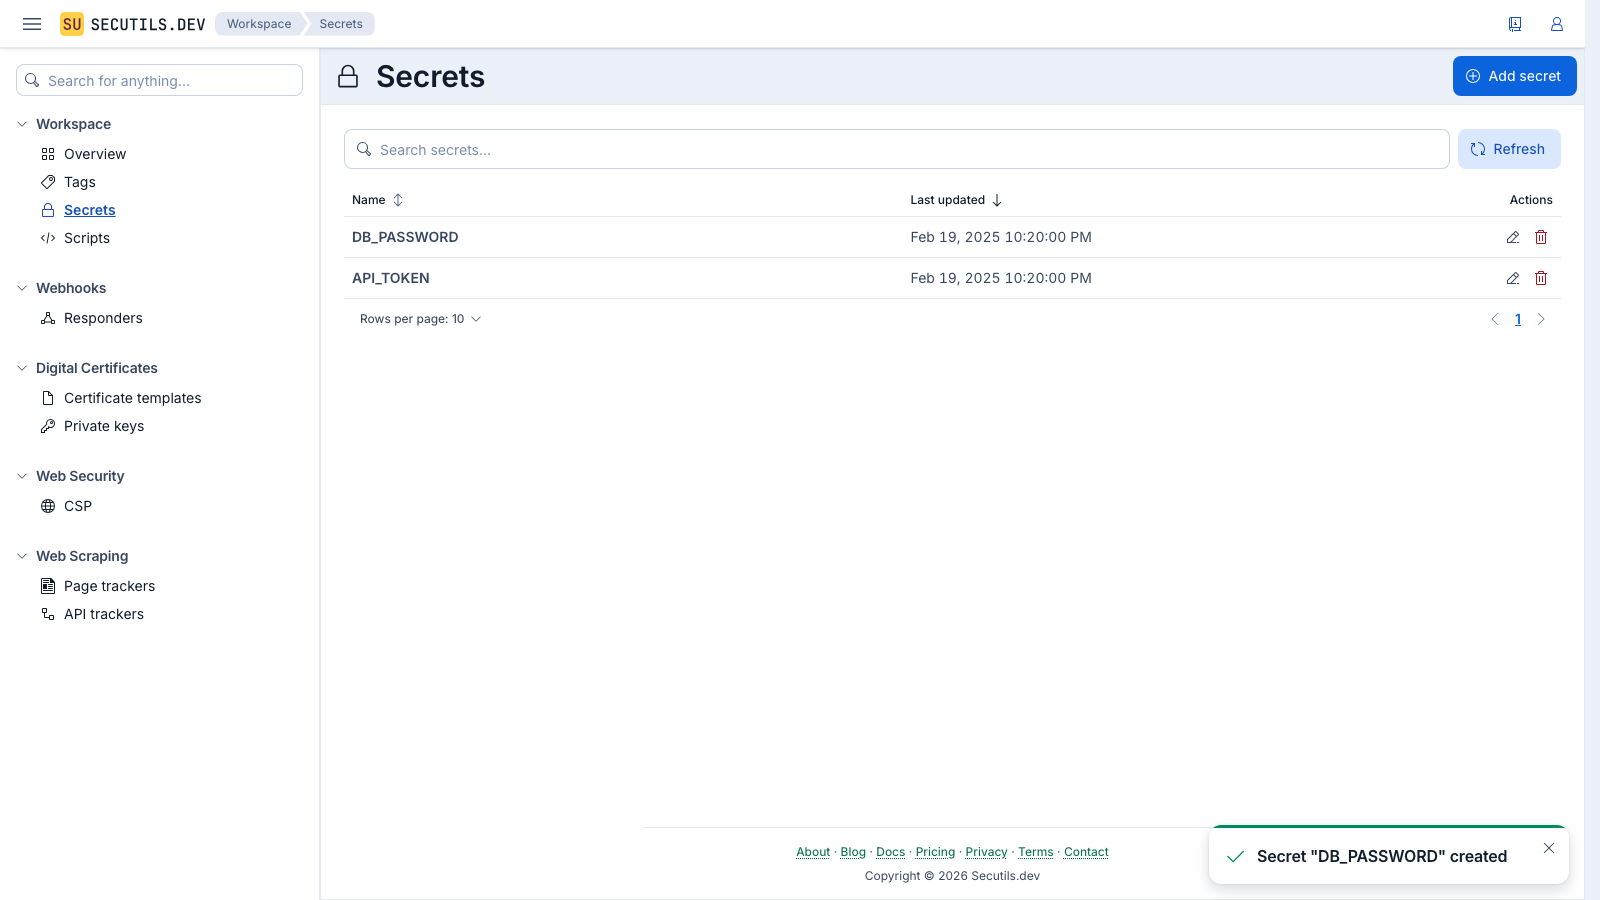 SU SECUTILS.DEV Workspace Secrets
Search for anything...
Workspace
Overview
Tags
Secrets
Scripts
Webhooks
Responders
Digital Certificates
Certificate templates
Private keys
Web Security
CSP
Web Scraping
Page trackers
API trackers
Secrets
Add secret
Search secrets...
Refresh
Name Last updated Actions
DB_PASSWORD Feb 19, 2025 10:20:00 PM
API_TOKEN Feb 19, 2025 10:20:00 PM
Rows per page: 10
1
About · Blog · Docs · Pricing · Privacy · Terms · Contact
Copyright © 2026 Secutils.dev
Secret "DB_PASSWORD" created